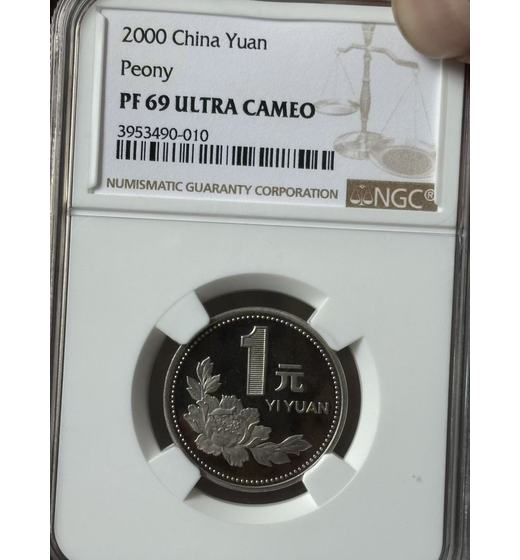 2000 China Yuan
Peony
PF 69 ULTRA CAMEO
3953490-010
NUMISMATIC GUARANTY CORPORATION
NGC®
1元
YI YUAN